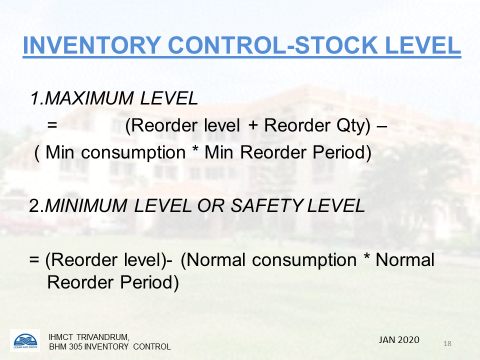 INVENTORY CONTROL-STOCK LEVEL
1.MAXIMUM LEVEL
= (Reorder level + Reorder Qty) –
( Min consumption * Min Reorder Period)
2.MINIMUM LEVEL OR SAFETY LEVEL
= (Reorder level)- (Normal consumption * Normal
Reorder Period)
IHMCT TRIVANDRUM,
BHM 305 INVENTORY CONTROL
JAN 2020
18